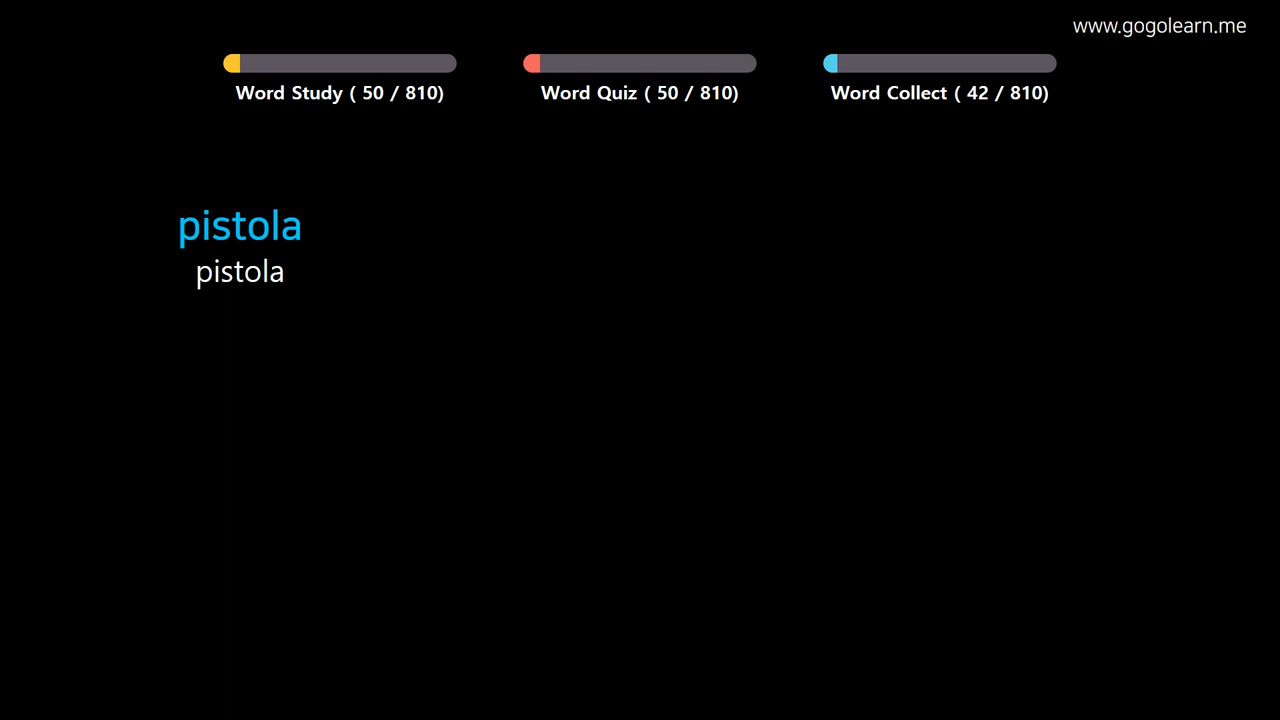 www.gogolearn.me
Word Study ( 50 / 810)
Word Quiz ( 50 / 810)
Word Collect ( 42 / 810)
pistola
pistola